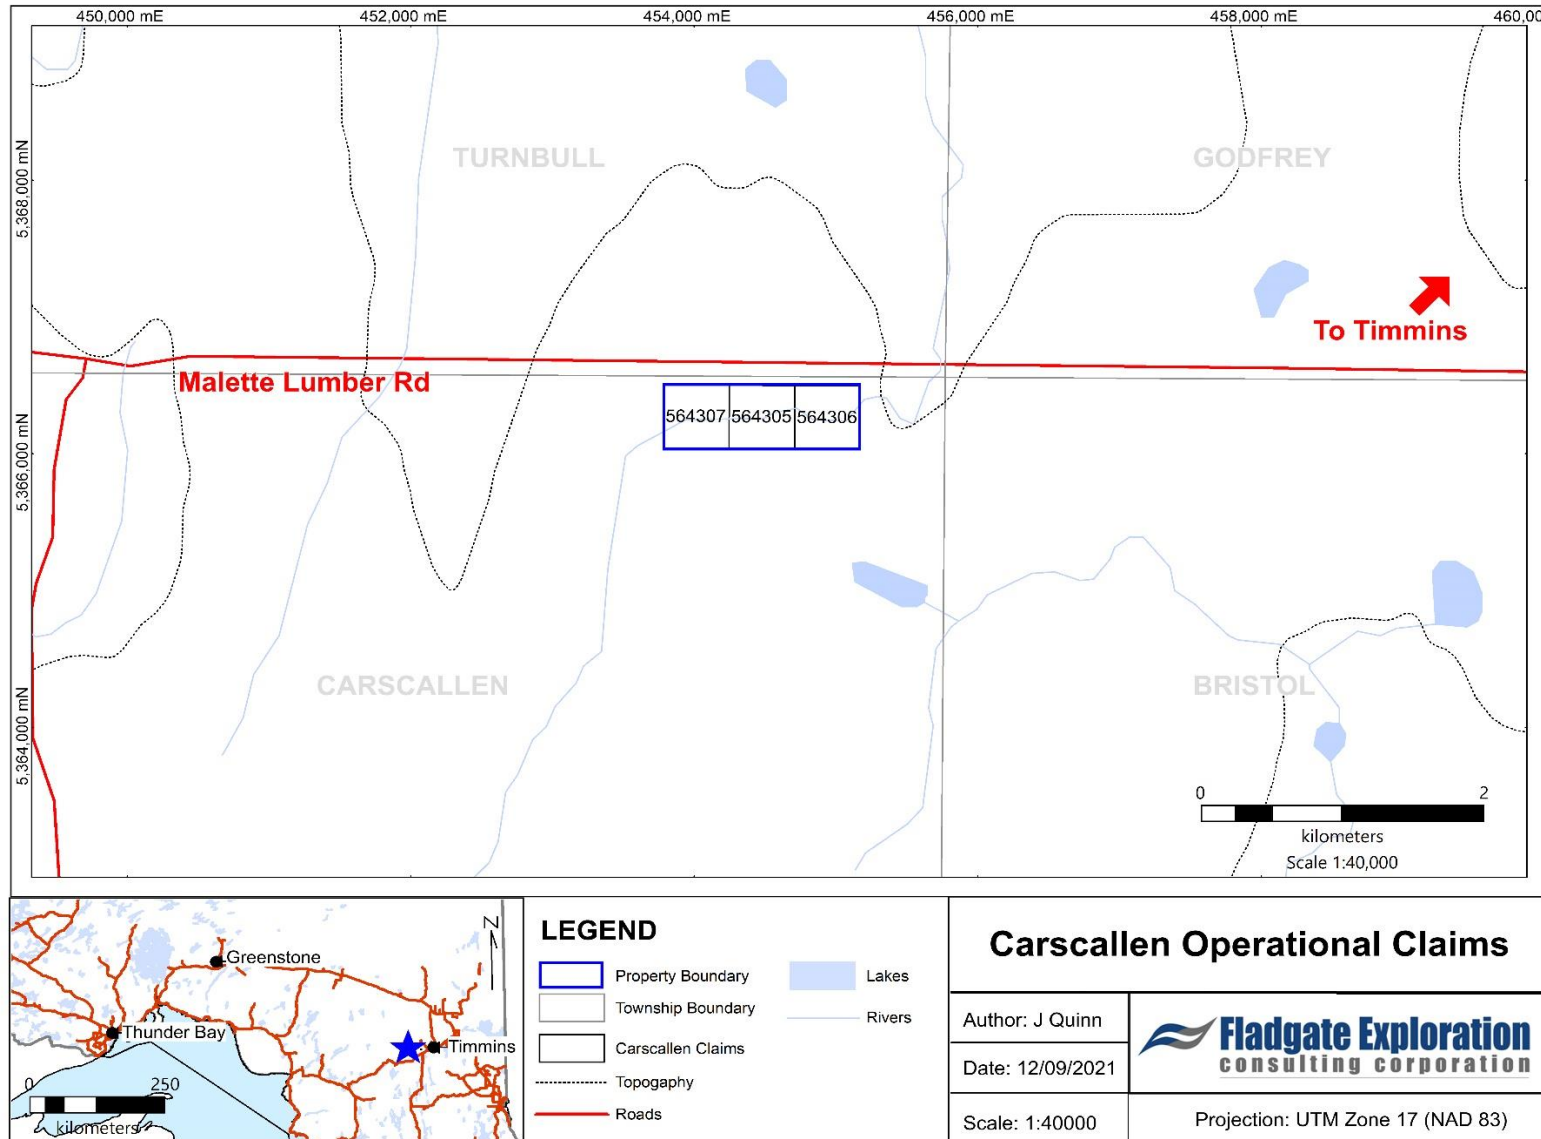 450,000 mE
452,000 mE
454,000 mE
456,000 mE
458,000 mE
460,00
5,368,000 mN
5,366,000 mN
5,364,000 mN
TURNBULL
GODFREY
To Timmins
Malette Lumber Rd
564307
564305
564306
CARSCALLEN
BRISTOL
0
2
kilometers
Scale 1:40,000
N
Greenstone
Thunder Bay
Timmins
0
250
kilometers
LEGEND
Property Boundary
Township Boundary
Carscallen Claims
Topogaphy
Roads
Lakes
Rivers
Carscallen Operational Claims
Author: J Quinn
Date: 12/09/2021
Scale: 1:40000
Fladgate Exploration
consulting corporation
Projection: UTM Zone 17 (NAD 83)